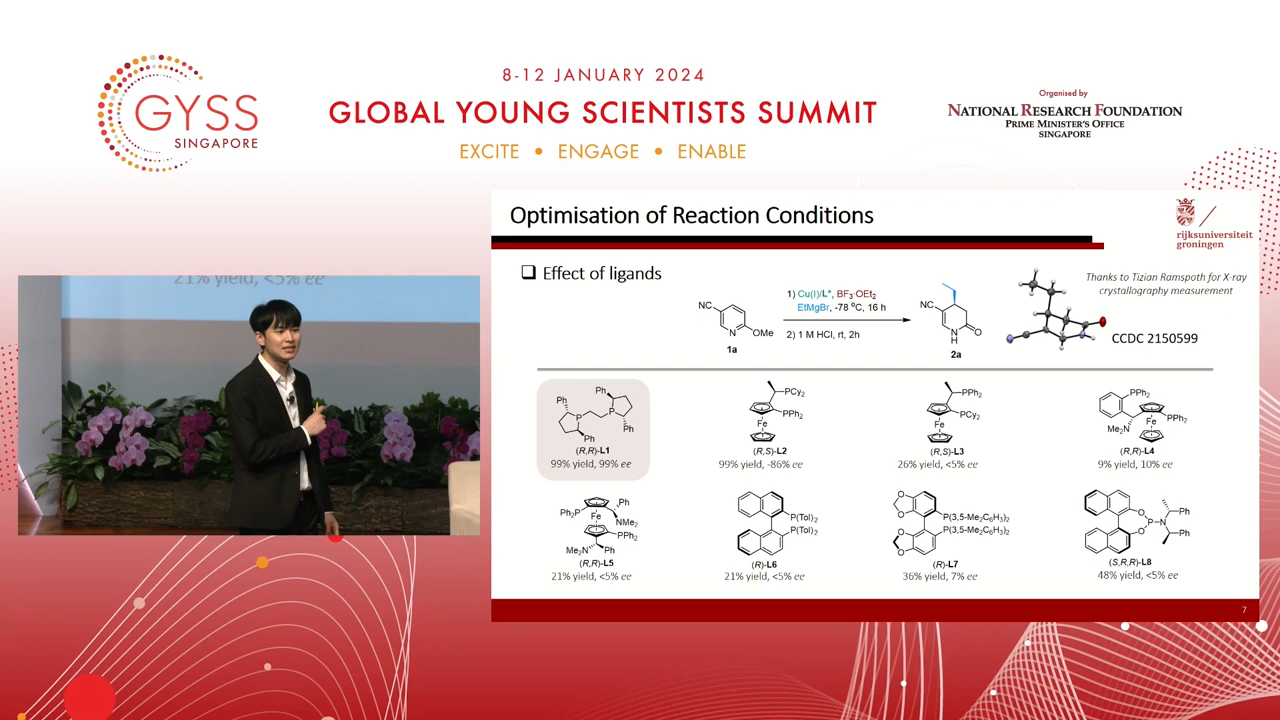 8-12 JANUARY 2024
GLOBAL YOUNG SCIENTISTS SUMMIT
EXCITE • ENGAGE • ENABLE
GYSS
SINGAPORE
Organised by
NATIONAL RESEARCH FOUNDATION
PRIME MINISTER'S OFFICE
SINGAPORE
21% yield, <5% ee
Optimisation of Reaction Conditions
rijksuniversiteit
groningen
❑ Effect of ligands
Thanks to Tizian Ramspoth for X-ray
crystallography measurement
NC
N
OMe
1a
1) Cu(I)/L*, BF3·OEt2
EtMgBr, -78 ºC, 16 h
2) 1 M HCl, rt, 2h
NC
N
H
O
2a
CCDC 2150599
Ph
Ph
P
P
Ph
Ph
(R,R)-L1
99% yield, 99% ee
PCy2
PPh2
Fe
(R,S)-L2
99% yield, -86% ee
PPh2
PCy2
Fe
(R,S)-L3
26% yield, <5% ee
PPh2
PPh2
Fe
Me2N
(R,R)-L4
9% yield, 10% ee
Ph2P
Ph
Fe
NMe2
PPh2
Me2N
Ph
(R,R)-L5
21% yield, <5% ee
P(Tol)2
P(Tol)2
(R)-L6
21% yield, <5% ee
O
O
P(3,5-Me2C6H3)2
P(3,5-Me2C6H3)2
O
O
(R)-L7
36% yield, 7% ee
O
P
N
O
Ph
Ph
(S,R,R)-L8
48% yield, <5% ee
7